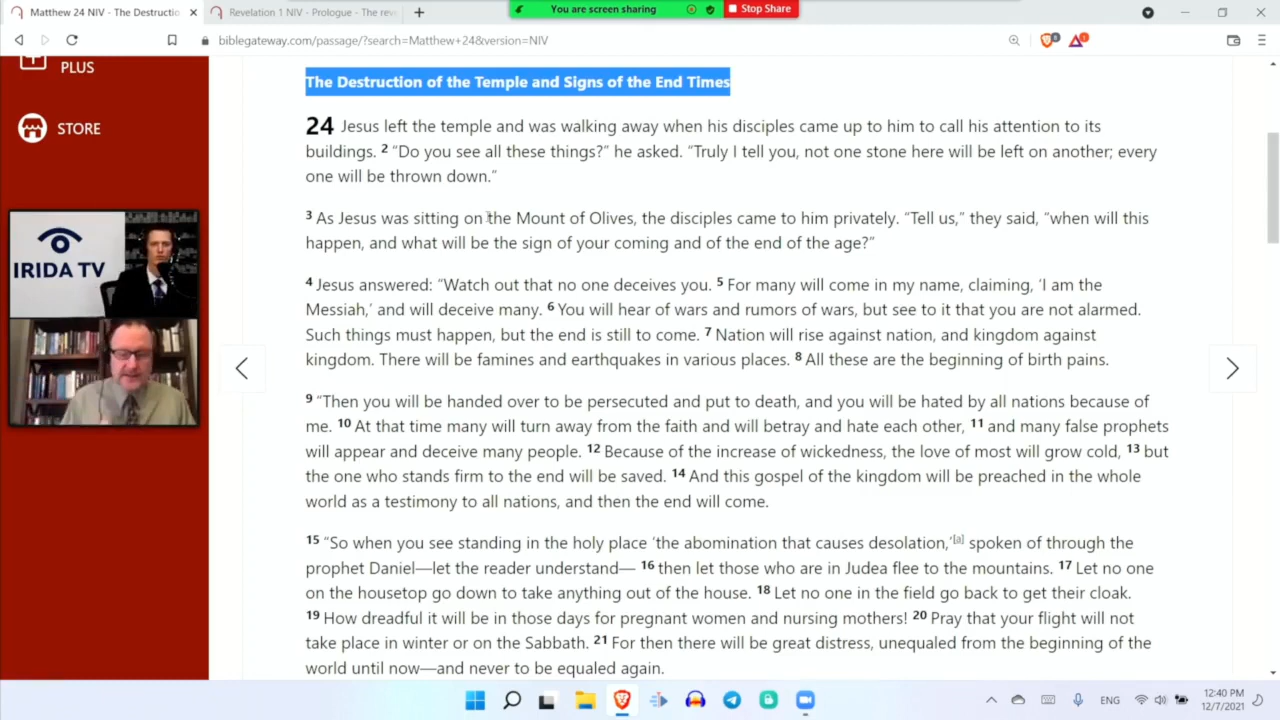 Matthew 24 NIV - The Destructio
Revelation 1 NIV - Prologue - The reve
You are screen sharing
Stop Share
biblegateway.com/passage/?search=Matthew+24&version=NIV
8
1
PLUS
STORE
IRIDA TV
The Destruction of the Temple and Signs of the End Times
24 Jesus left the temple and was walking away when his disciples came up to him to call his attention to its
buildings. 2 “Do you see all these things?” he asked. “Truly I tell you, not one stone here will be left on another; every
one will be thrown down.”
3 As Jesus was sitting on the Mount of Olives, the disciples came to him privately. “Tell us,” they said, “when will this
happen, and what will be the sign of your coming and of the end of the age?”
4 Jesus answered: “Watch out that no one deceives you. 5 For many will come in my name, claiming, ‘I am the
Messiah,’ and will deceive many. 6 You will hear of wars and rumors of wars, but see to it that you are not alarmed.
Such things must happen, but the end is still to come. 7 Nation will rise against nation, and kingdom against
kingdom. There will be famines and earthquakes in various places. 8 All these are the beginning of birth pains.
9 “Then you will be handed over to be persecuted and put to death, and you will be hated by all nations because of
me. 10 At that time many will turn away from the faith and will betray and hate each other, 11 and many false prophets
will appear and deceive many people. 12 Because of the increase of wickedness, the love of most will grow cold, 13 but
the one who stands firm to the end will be saved. 14 And this gospel of the kingdom will be preached in the whole
world as a testimony to all nations, and then the end will come.
15 “So when you see standing in the holy place ‘the abomination that causes desolation,’[a] spoken of through the
prophet Daniel—let the reader understand— 16 then let those who are in Judea flee to the mountains. 17 Let no one
on the housetop go down to take anything out of the house. 18 Let no one in the field go back to get their cloak.
19 How dreadful it will be in those days for pregnant women and nursing mothers! 20 Pray that your flight will not
take place in winter or on the Sabbath. 21 For then there will be great distress, unequaled from the beginning of the
world until now—and never to be equaled again.
ENG
12:40 PM
12/7/2021